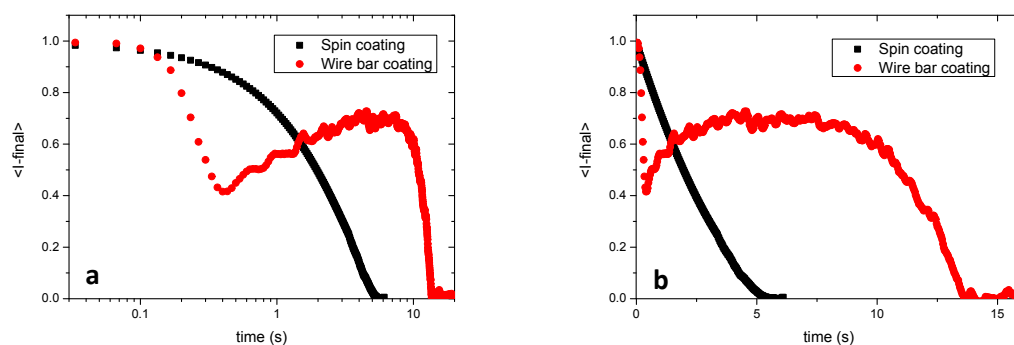 Spin coating
Wire bar coating
1.0
0.8
0.6
0.4
0.2
0.0
<I-final>
a
0.1
1
10
time (s)
Spin coating
Wire bar coating
1.0
0.8
0.6
0.4
0.2
0.0
<I-final>
b
0
5
10
15
time (s)